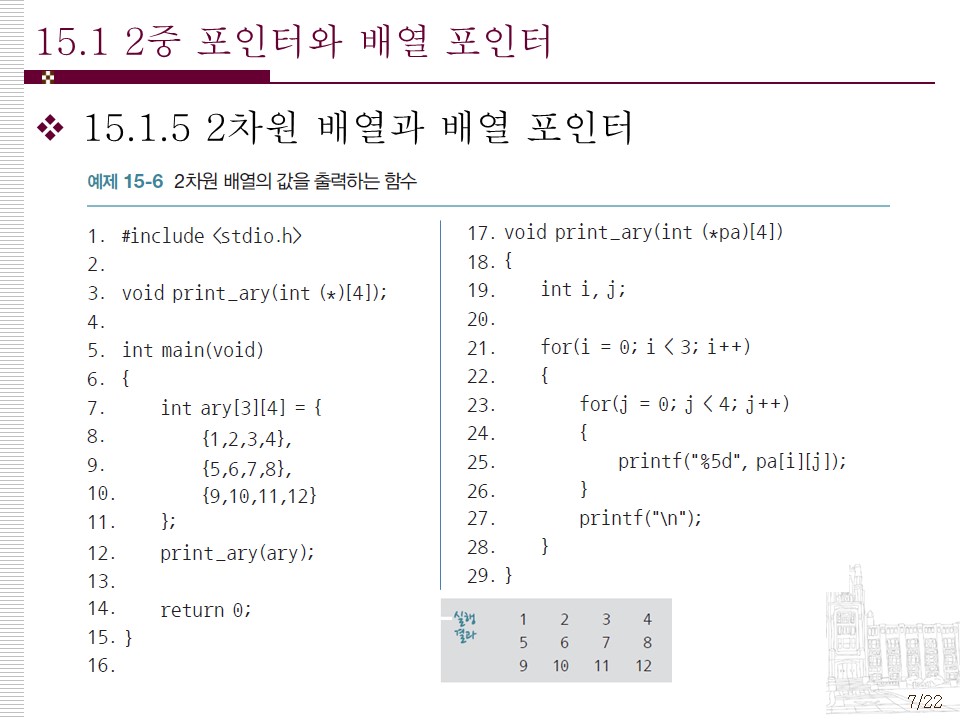 15.1 2중 포인터와 배열 포인터
❖ 15.1.5 2차원 배열과 배열 포인터
예제 15-6 2차원 배열의 값을 출력하는 함수
1. #include <stdio.h>
2.
3. void print_ary(int (*)[4]);
4.
5. int main(void)
6. {
7. int ary[3][4] = {
8. {1,2,3,4},
9. {5,6,7,8},
10. {9,10,11,12}
11. };
12. print_ary(ary);
13.
14. return 0;
15. }
16.
17. void print_ary(int (*pa)[4])
18. {
19. int i, j;
20.
21. for(i = 0; i < 3; i++)
22. {
23. for(j = 0; j < 4; j++)
24. {
25. printf("%5d", pa[i][j]);
26. }
27. printf("\n");
28. }
29. }
실행
결과
1 2 3 4
5 6 7 8
9 10 11 12
7/22